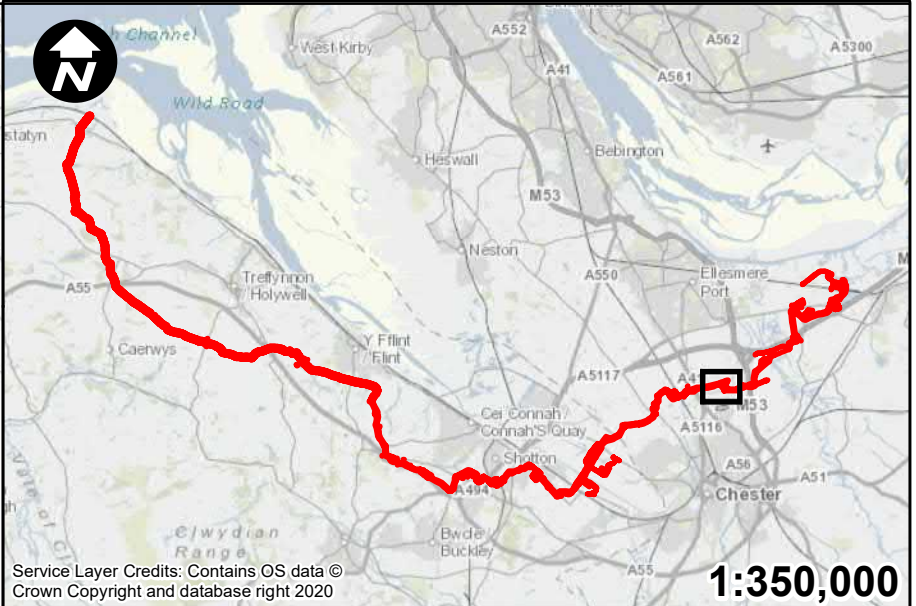 A552
A562
A5300
West Kirby
A41
A561
N
Wild Road
statyn
Heswall
Bebington
M53
Neston
A550
Ellesmere
Port
Treffynnon
Holywell
A55
Y Fflint
Flint
Caerwys
A5117
M53
Cei Connah
Connah'S Quay
A5116
Shotton
A56
A51
A494
Chester
Clwydian
Range
Bwcle
Buckley
A55
Service Layer Credits: Contains OS data ©
Crown Copyright and database right 2020
1:350,000